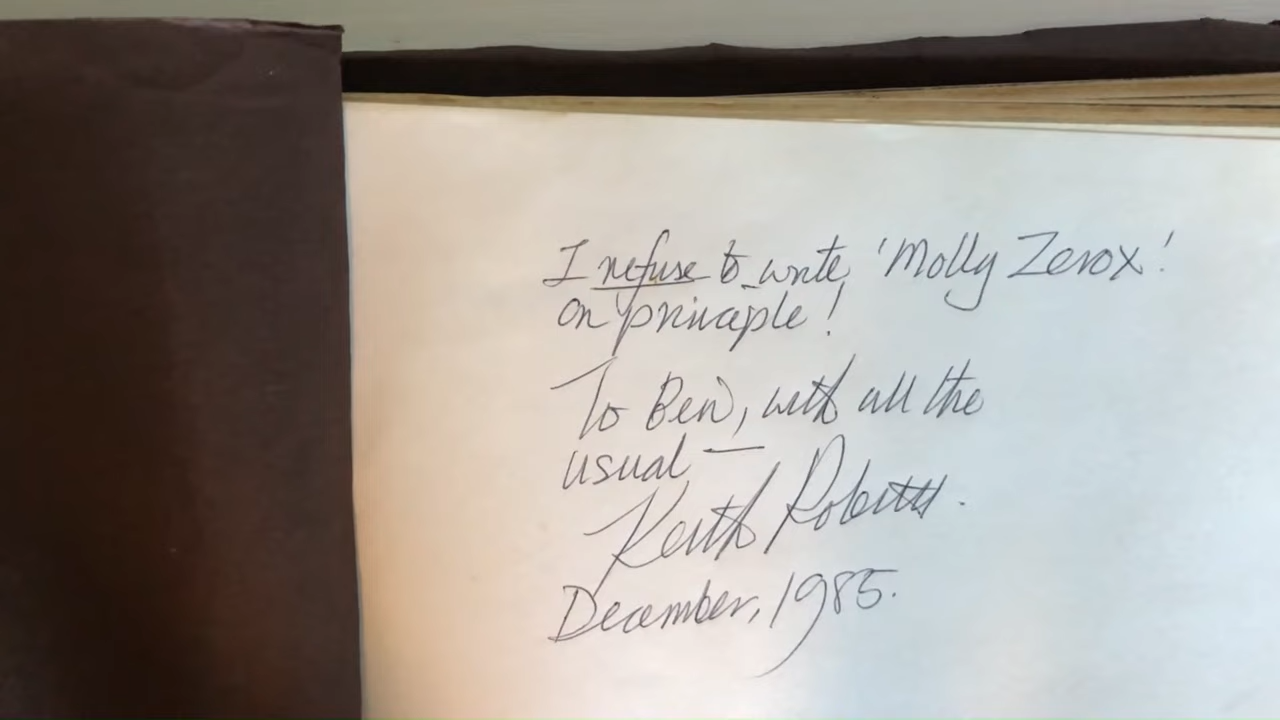 I refuse to write, 'Molly Zerox'!
on principle!
To Ben, with all the
usual —
Keith Roberts.
December, 1985.